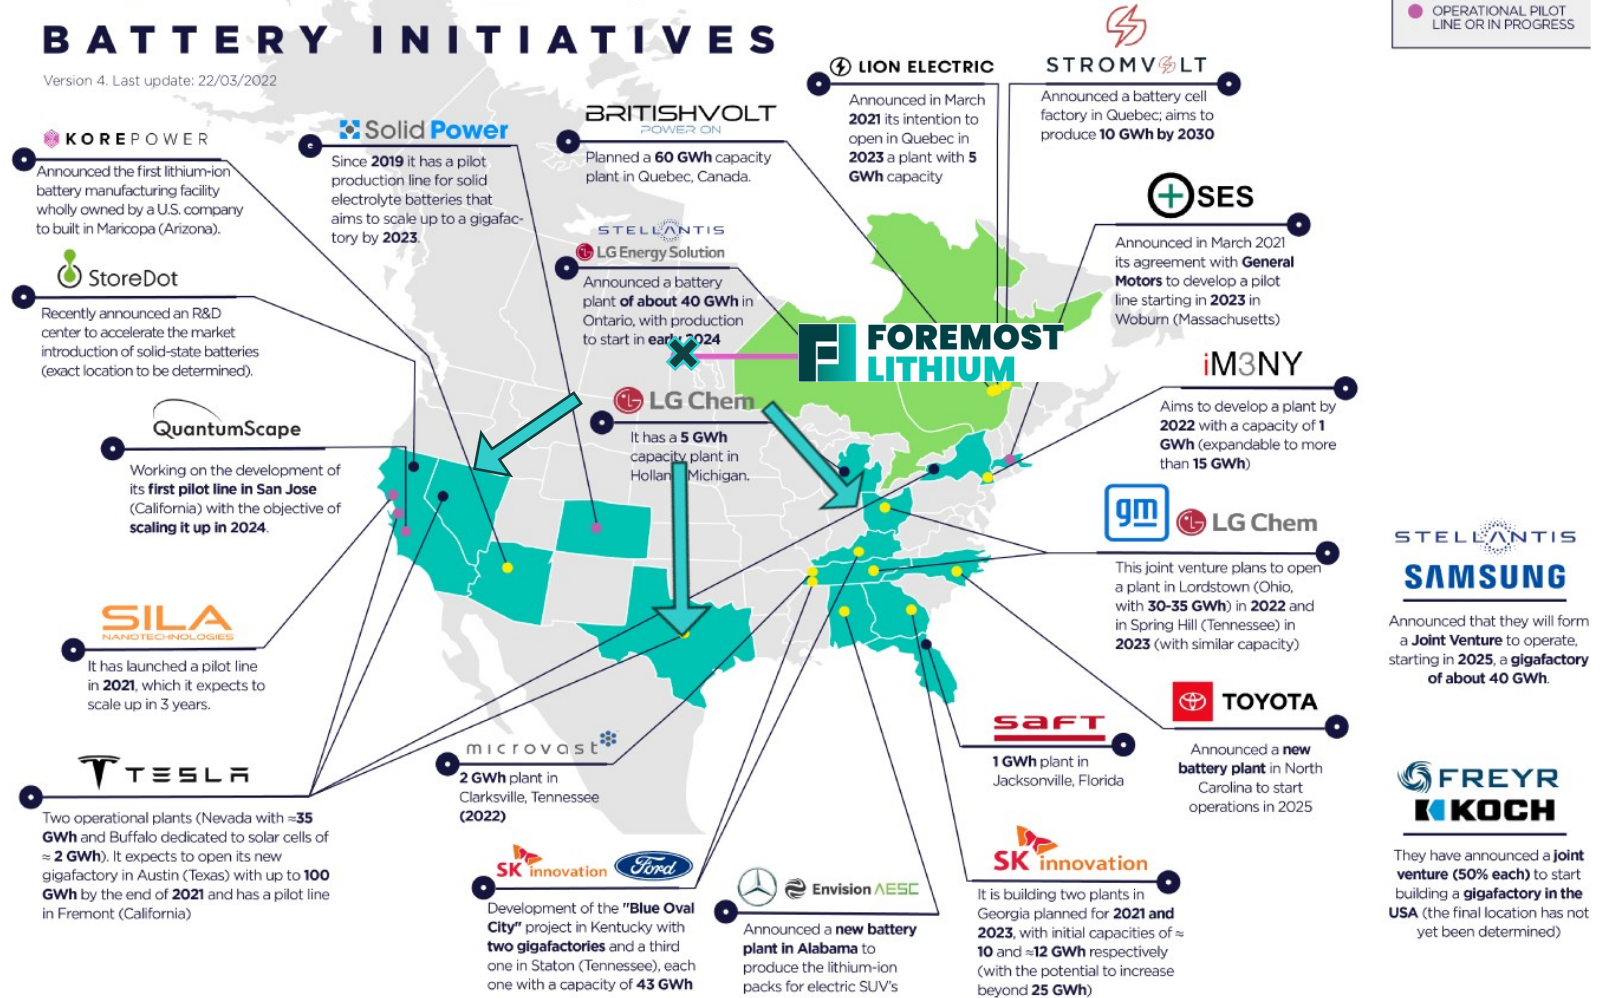 BATTERY INITIATIVES
Version 4. Last update: 22/03/2022
OPERATIONAL PILOT
LINE OR IN PROGRESS
KOREPOWER
Announced the first lithium-ion
battery manufacturing facility
wholly owned by a U.S. company
to built in Maricopa (Arizona).
Solid Power
Since 2019 it has a pilot
production line for solid
electrolyte batteries that
aims to scale up to a gigafac-
tory by 2023.
BRITISHVOLT
POWER ON
Planned a 60 GWh capacity
plant in Quebec, Canada.
LION ELECTRIC
Announced in March
2021 its intention to
open in Quebec in
2023 a plant with 5
GWh capacity
STROMVOLT
Announced a battery cell
factory in Quebec; aims to
produce 10 GWh by 2030
SES
Announced in March 2021
its agreement with General
Motors to develop a pilot
line starting in 2023 in
Woburn (Massachusetts)
StoreDot
Recently announced an R&D
center to accelerate the market
introduction of solid-state batteries
(exact location to be determined).
STELLANTIS
LG Energy Solution
Announced a battery
plant of about 40 GWh in
Ontario, with production
to start in early 2024
FOREMOST
LITHIUM
iM3NY
Aims to develop a plant by
2022 with a capacity of 1
GWh (expandable to more
than 15 GWh)
LG Chem
It has a 5 GWh
capacity plant in
Holland, Michigan.
QuantumScape
Working on the development of
its first pilot line in San Jose
(California) with the objective of
scaling it up in 2024.
gm
LG Chem
This joint venture plans to open
a plant in Lordstown (Ohio,
with 30-35 GWh) in 2022 and
in Spring Hill (Tennessee) in
2023 (with similar capacity)
STELLANTIS
SAMSUNG
Announced that they will form
a Joint Venture to operate,
starting in 2025, a gigafactory
of about 40 GWh.
SILA
NANOTECHNOLOGIES
It has launched a pilot line
in 2021, which it expects to
scale up in 3 years.
TOYOTA
Announced a new
battery plant in North
Carolina to start
operations in 2025
saft
1 GWh plant in
Jacksonville, Florida
microvast
2 GWh plant in
Clarksville, Tennessee
(2022)
TESLA
Two operational plants (Nevada with ≈35
GWh and Buffalo dedicated to solar cells of
≈ 2 GWh). It expects to open its new
gigafactory in Austin (Texas) with up to 100
GWh by the end of 2021 and has a pilot line
in Fremont (California)
FREYR
KOCH
They have announced a joint
venture (50% each) to start
building a gigafactory in the
USA (the final location has not
yet been determined)
SK innovation
Ford
Development of the "Blue Oval
City" project in Kentucky with
two gigafactories and a third
one in Staton (Tennessee), each
one with a capacity of 43 GWh
Envision AESC
Announced a new battery
plant in Alabama to
produce the lithium-ion
packs for electric SUV's
SK innovation
It is building two plants in
Georgia planned for 2021 and
2023, with initial capacities of ≈
10 and ≈12 GWh respectively
(with the potential to increase
beyond 25 GWh)